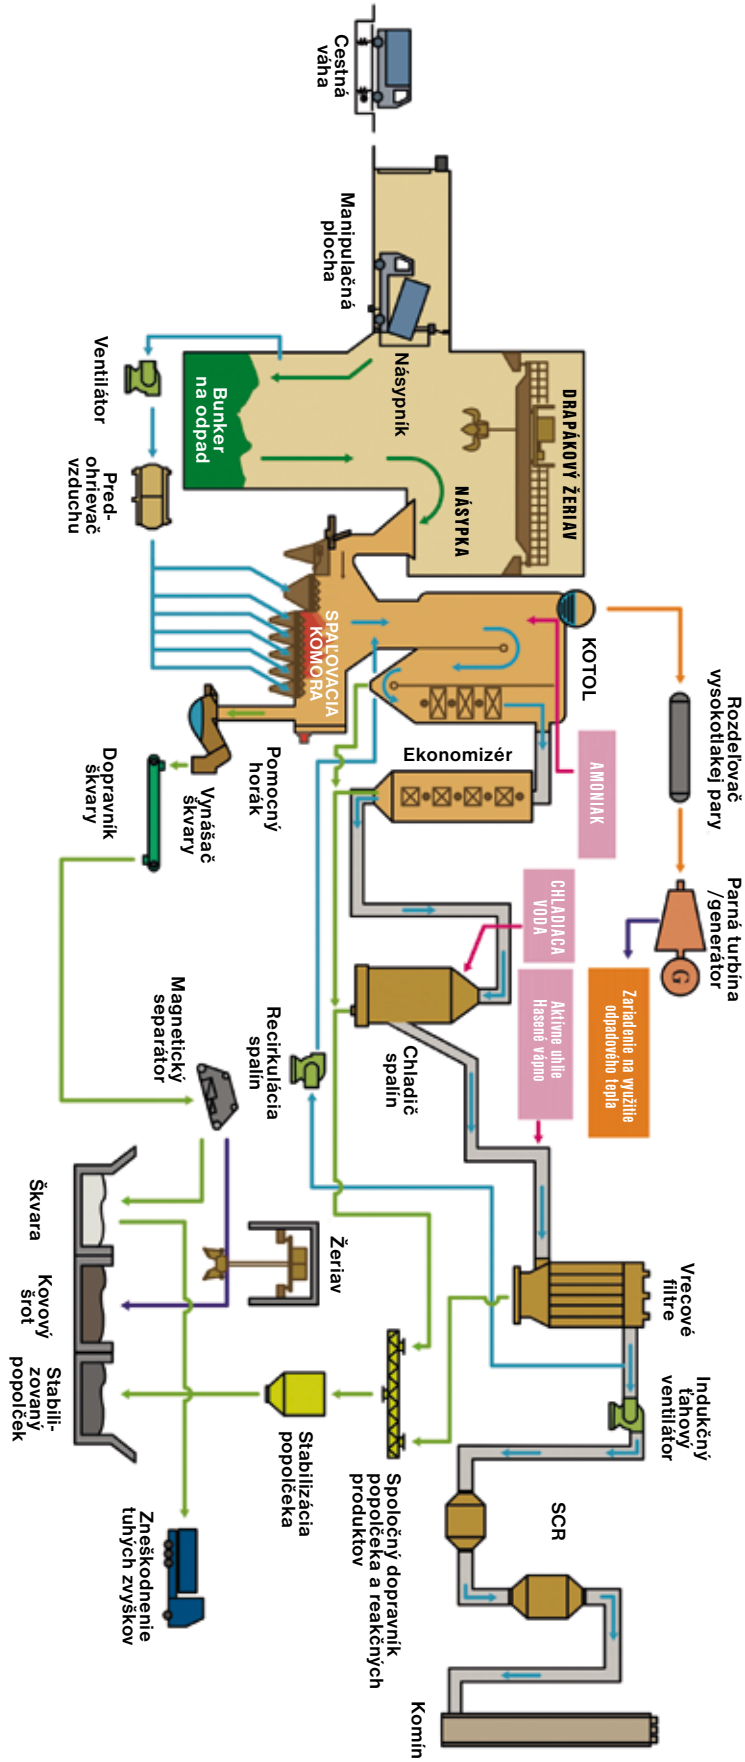 Cestná
váha
Manipulačná
plocha
Násypník
DRAPÁKOVÝ ŽERIAV
NÁSYPKA
Bunker
na odpad
Ventilátor
Pred-
ohrievač
vzduchu
SPAĽOVACIA
KOMORA
KOTOL
Rozdeľovač
vysokotlakej pary
Parná turbína
/generátor
G
Zariadenie na využitie
odpadového tepla
AMONIAK
Ekonomizér
CHLADIACA
VODA
Aktívne uhlie
Hasené vápno
Pomocný
horák
Vynášač
škvary
Dopravník
škvary
Magnetický
separátor
Recirkulácia
spalín
Chladič
spalín
Vrecové
filtre
Indukčný
ťahový
ventilátor
SCR
Komín
Žeriav
Škvara
Kovový
šrot
Stabili-
zovaný
popolček
Stabilizácia
popolčeka
Spoločný dopravník
popolčeka a reakčných
produktov
Zneškodnenie
tuhých zvyškov